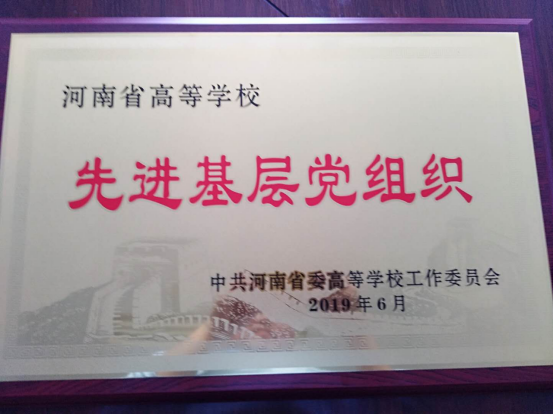 河南省高等学校
先进基层党组织
中共河南省委高等学校工作委员会
2019年6月